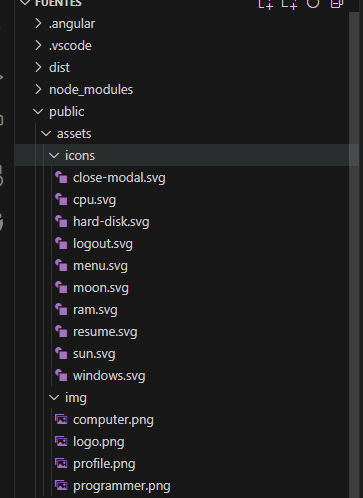 FUENTES
.angular
.vscode
dist
node_modules
public
assets
icons
close-modal.svg
cpu.svg
hard-disk.svg
logout.svg
menu.svg
moon.svg
ram.svg
resume.svg
sun.svg
windows.svg
img
computer.png
logo.png
profile.png
programmer.png